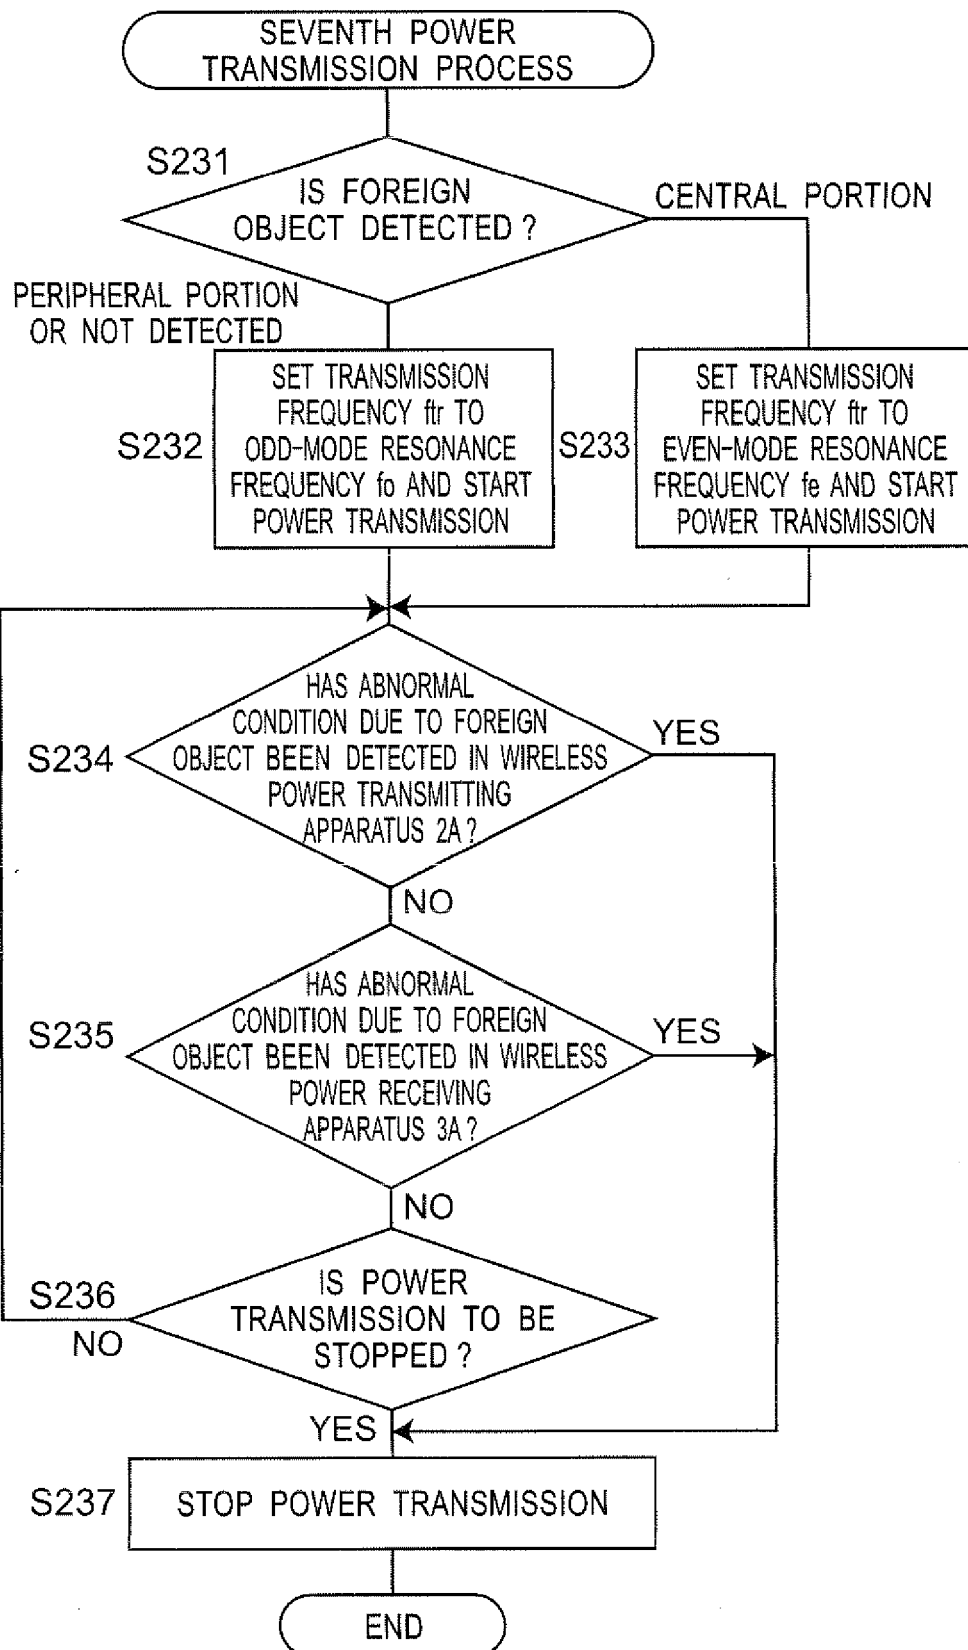 SEVENTH POWER
TRANSMISSION PROCESS
S231
IS FOREIGN
OBJECT DETECTED?
CENTRAL PORTION
PERIPHERAL PORTION
OR NOT DETECTED
S232
SET TRANSMISSION
FREQUENCY ftr TO
ODD-MODE RESONANCE
FREQUENCY fo AND START
POWER TRANSMISSION
S233
SET TRANSMISSION
FREQUENCY ftr TO
EVEN-MODE RESONANCE
FREQUENCY fe AND START
POWER TRANSMISSION
S234
HAS ABNORMAL
CONDITION DUE TO FOREIGN
OBJECT BEEN DETECTED IN WIRELESS
POWER TRANSMITTING
APPARATUS 2A?
YES
NO
S235
HAS ABNORMAL
CONDITION DUE TO FOREIGN
OBJECT BEEN DETECTED IN WIRELESS
POWER RECEIVING
APPARATUS 3A?
YES
NO
S236
IS POWER
TRANSMISSION TO BE
STOPPED?
NO
YES
S237
STOP POWER TRANSMISSION
END